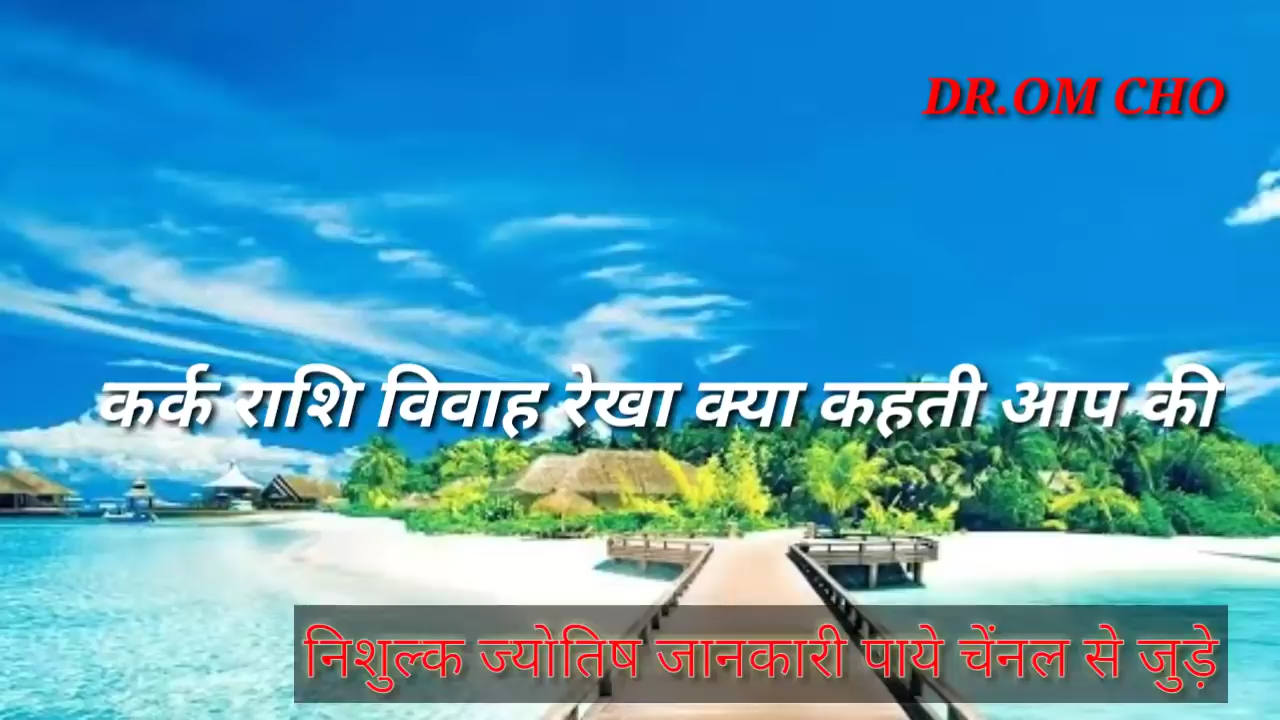 DR.OM CHO
कर्क राशि विवाह रेखा क्या कहती आप की
निशुल्क ज्योतिष जानकारी पाये चेंनल से जुड़े